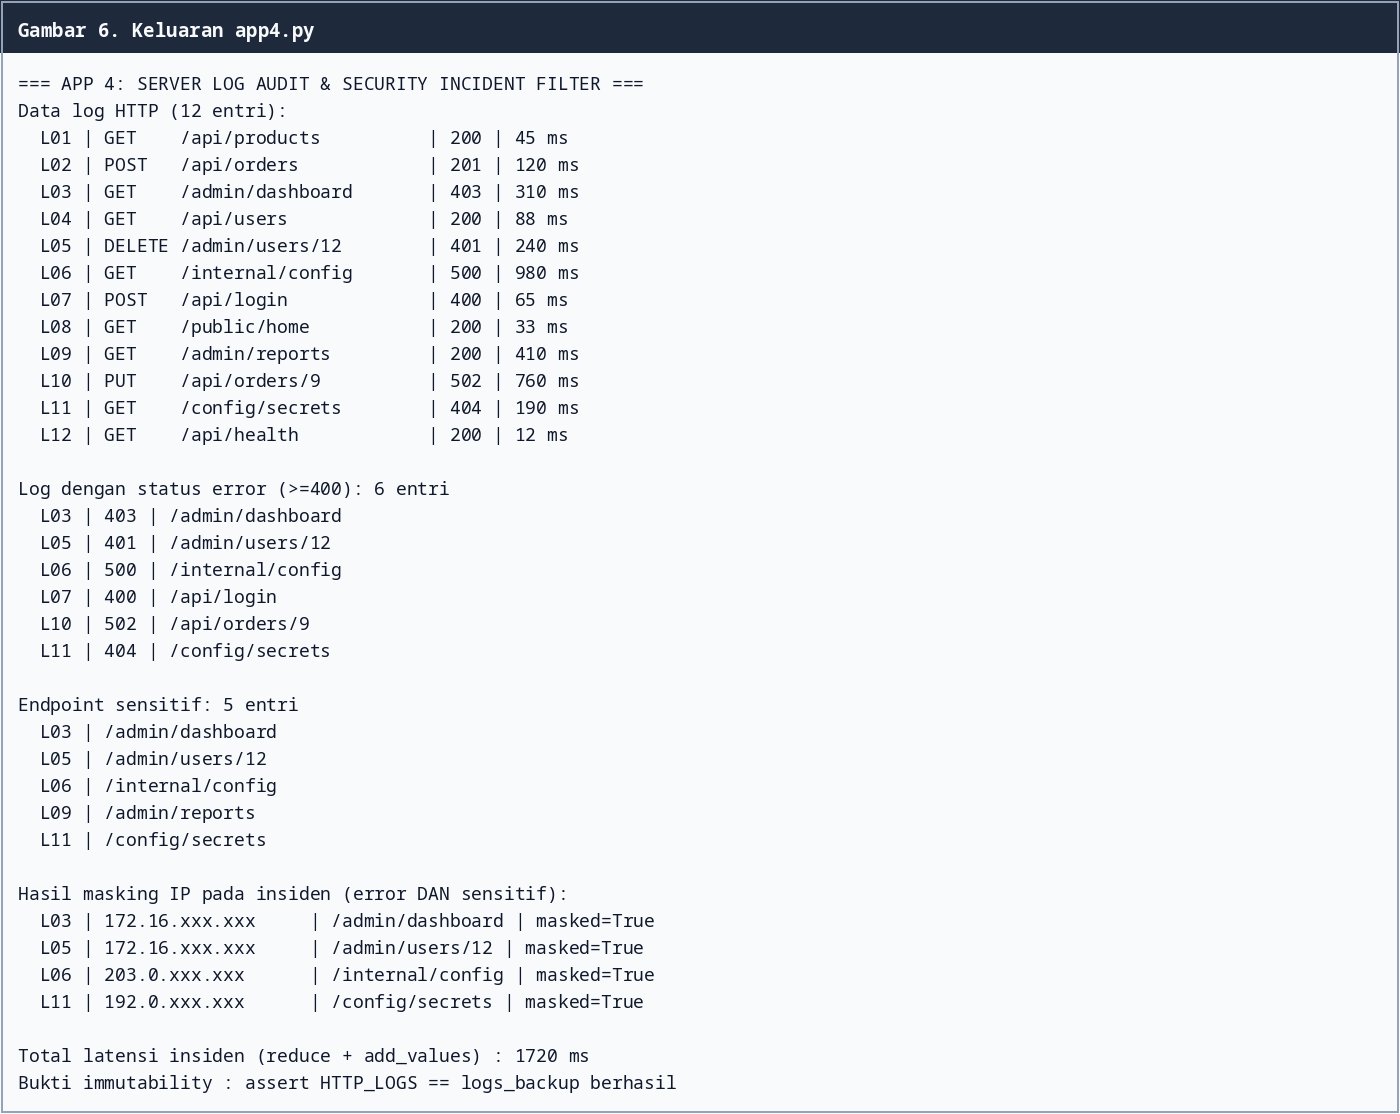 Gambar 6. Keluaran app4.py
=== APP 4: SERVER LOG AUDIT & SECURITY INCIDENT FILTER ===
Data log HTTP (12 entri):
  L01 | GET    /api/products          | 200 | 45 ms
  L02 | POST   /api/orders            | 201 | 120 ms
  L03 | GET    /admin/dashboard       | 403 | 310 ms
  L04 | GET    /api/users             | 200 | 88 ms
  L05 | DELETE /admin/users/12        | 401 | 240 ms
  L06 | GET    /internal/config       | 500 | 980 ms
  L07 | POST   /api/login             | 400 | 65 ms
  L08 | GET    /public/home           | 200 | 33 ms
  L09 | GET    /admin/reports         | 200 | 410 ms
  L10 | PUT    /api/orders/9          | 502 | 760 ms
  L11 | GET    /config/secrets        | 404 | 190 ms
  L12 | GET    /api/health            | 200 | 12 ms

Log dengan status error (>=400): 6 entri
  L03 | 403 | /admin/dashboard
  L05 | 401 | /admin/users/12
  L06 | 500 | /internal/config
  L07 | 400 | /api/login
  L10 | 502 | /api/orders/9
  L11 | 404 | /config/secrets

Endpoint sensitif: 5 entri
  L03 | /admin/dashboard
  L05 | /admin/users/12
  L06 | /internal/config
  L09 | /admin/reports
  L11 | /config/secrets

Hasil masking IP pada insiden (error DAN sensitif):
  L03 | 172.16.xxx.xxx     | /admin/dashboard | masked=True
  L05 | 172.16.xxx.xxx     | /admin/users/12 | masked=True
  L06 | 203.0.xxx.xxx      | /internal/config | masked=True
  L11 | 192.0.xxx.xxx      | /config/secrets | masked=True

Total latensi insiden (reduce + add_values) : 1720 ms
Bukti immutability : assert HTTP_LOGS == logs_backup berhasil